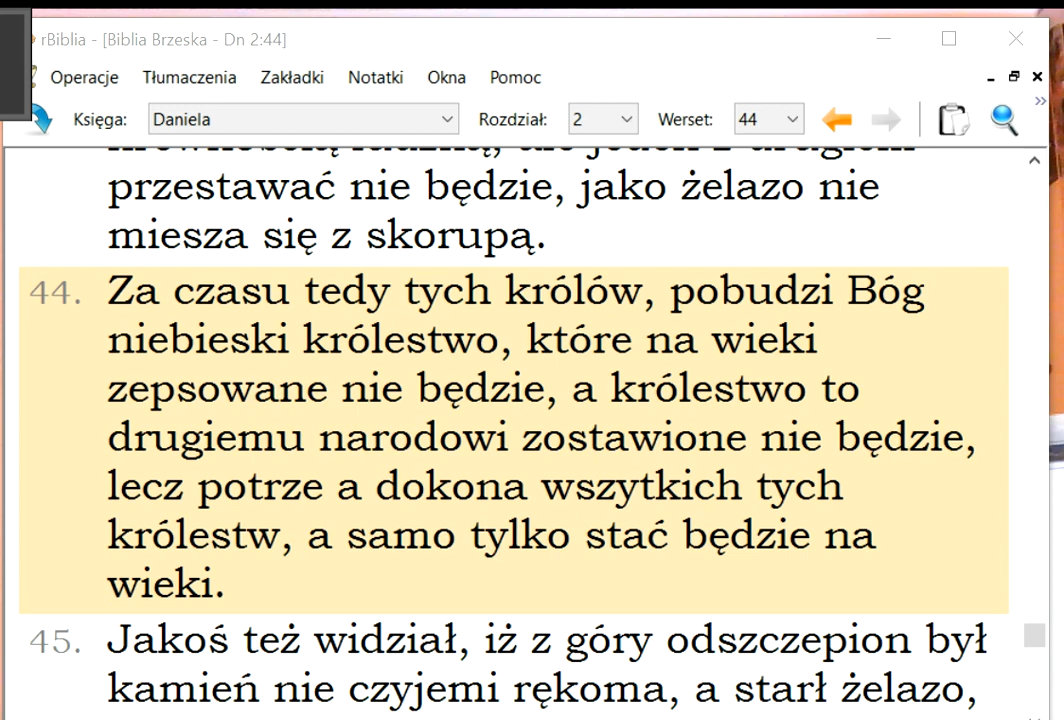 rBiblia - [Biblia Brzeska - Dn 2:44]
Operacje Tłumaczenia Zakładki Notatki Okna Pomoc
Księga: Daniela Rozdział: 2 Werset: 44
przestawać nie będzie, jako żelazo nie
miesza się z skorupą.
44. Za czasu tedy tych królów, pobudzi Bóg
niebieski królestwo, które na wieki
zepsowane nie będzie, a królestwo to
drugiemu narodowi zostawione nie będzie,
lecz potrze a dokona wszytkich tych
królestw, a samo tylko stać będzie na
wieki.
45. Jakoś też widział, iż z góry odszczepion był
kamień nie czyjemi rękoma, a starł żelazo,